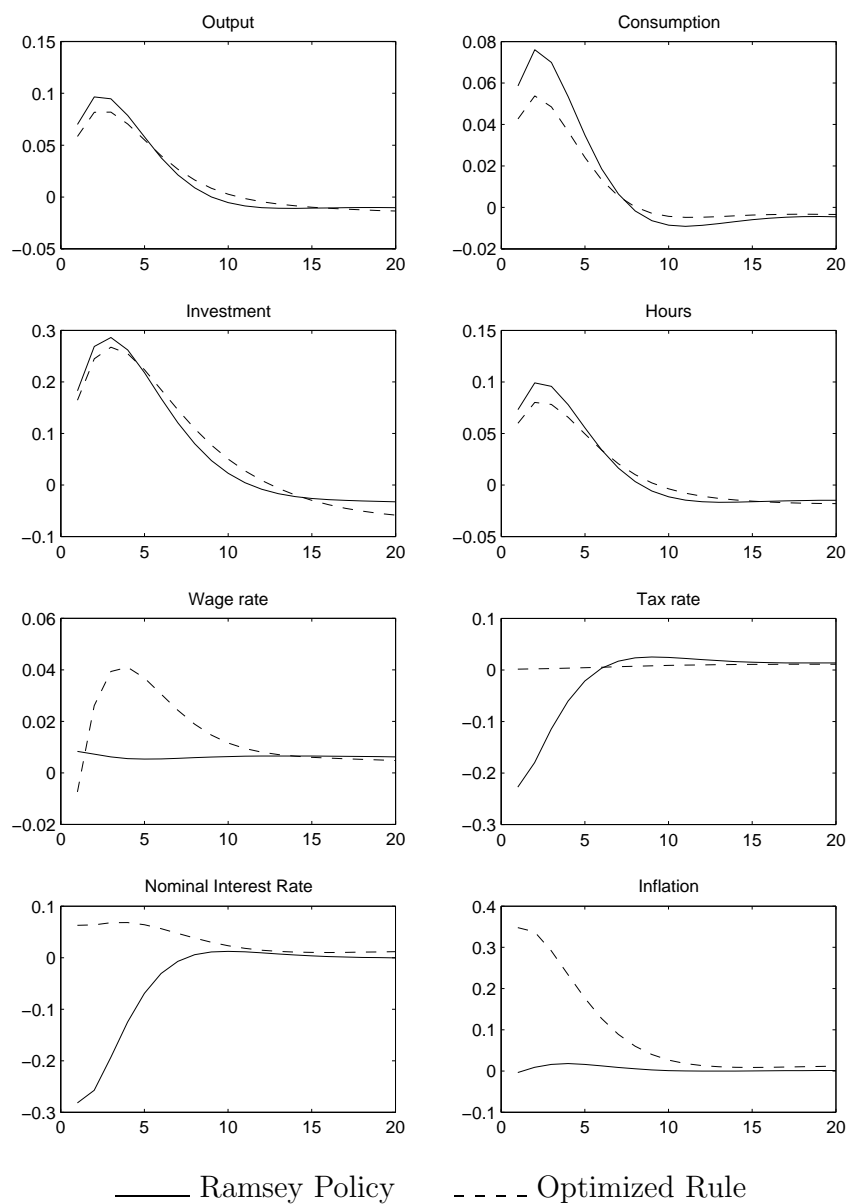 Output
0.15
0.1
0.05
0
−0.05
0 5 10 15 20
Consumption
0.08
0.06
0.04
0.02
0
−0.02
0 5 10 15 20
Investment
0.3
0.2
0.1
0
−0.1
0 5 10 15 20
Hours
0.15
0.1
0.05
0
−0.05
0 5 10 15 20
Wage rate
0.06
0.04
0.02
0
−0.02
0 5 10 15 20
Tax rate
0.1
0
−0.1
−0.2
−0.3
0 5 10 15 20
Nominal Interest Rate
0.1
0
−0.1
−0.2
−0.3
0 5 10 15 20
Inflation
0.4
0.3
0.2
0.1
0
−0.1
0 5 10 15 20
Ramsey Policy Optimized Rule